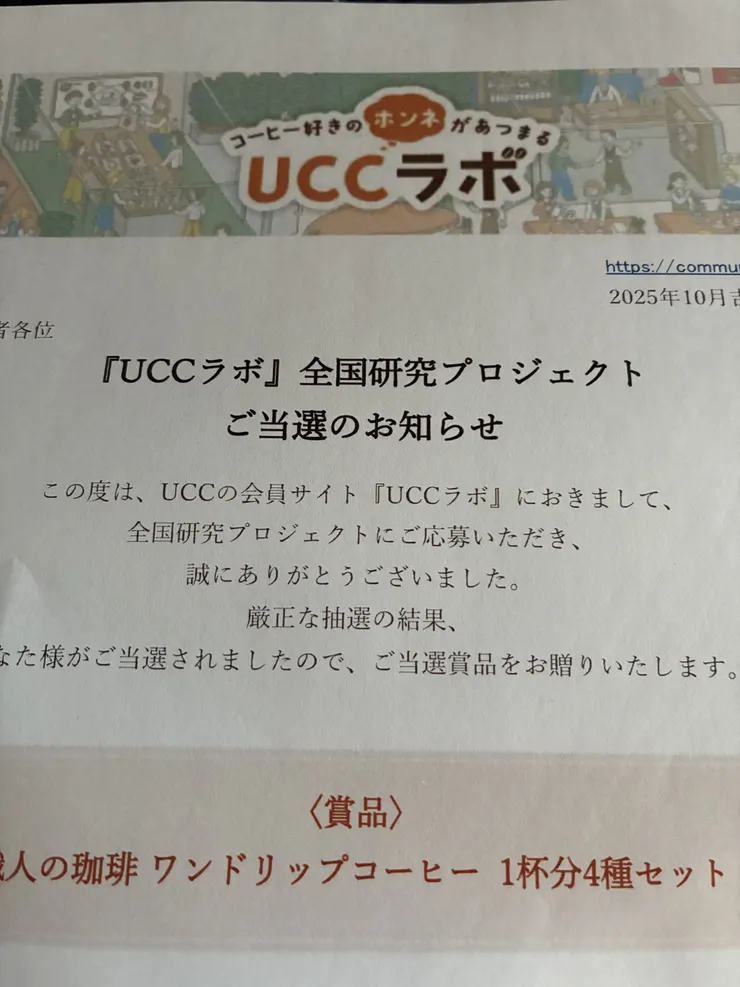 コーヒー好きの ホンネ があつまる
UCCラボ
https://commu
2025年10月吉
者各位
『UCCラボ』全国研究プロジェクト
ご当選のお知らせ
この度は、UCCの会員サイト『UCCラボ』におきまして、
全国研究プロジェクトにご応募いただき、
誠にありがとうございました。
厳正な抽選の結果、
なた様がご当選されましたので、ご当選賞品をお贈りいたします。
〈賞品〉
職人の珈琲 ワンドリップコーヒー 1杯分4種セット